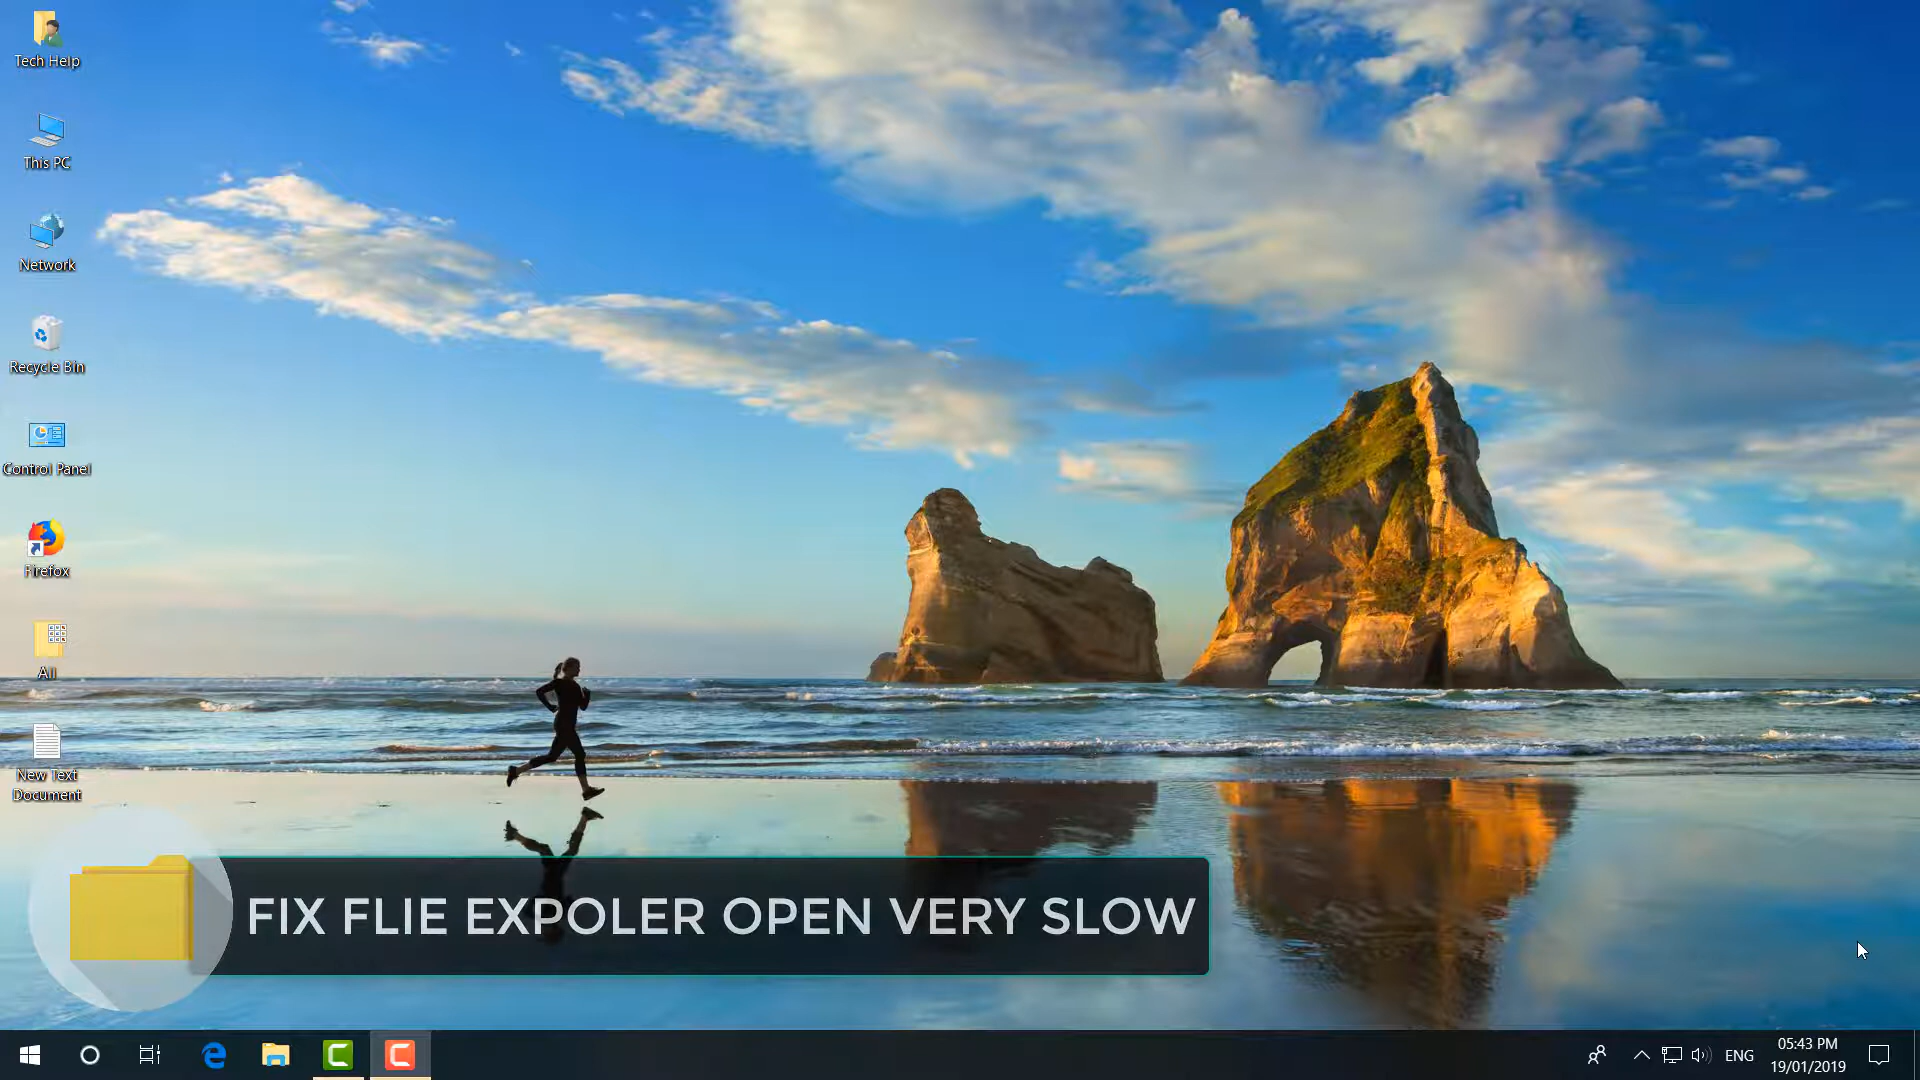 Tech Help
This PC
Network
Recycle Bin
Control Panel
Firefox
All
New Text
Document
FIX FLIE EXPOLER OPEN VERY SLOW
ENG
05:43 PM
19/01/2019